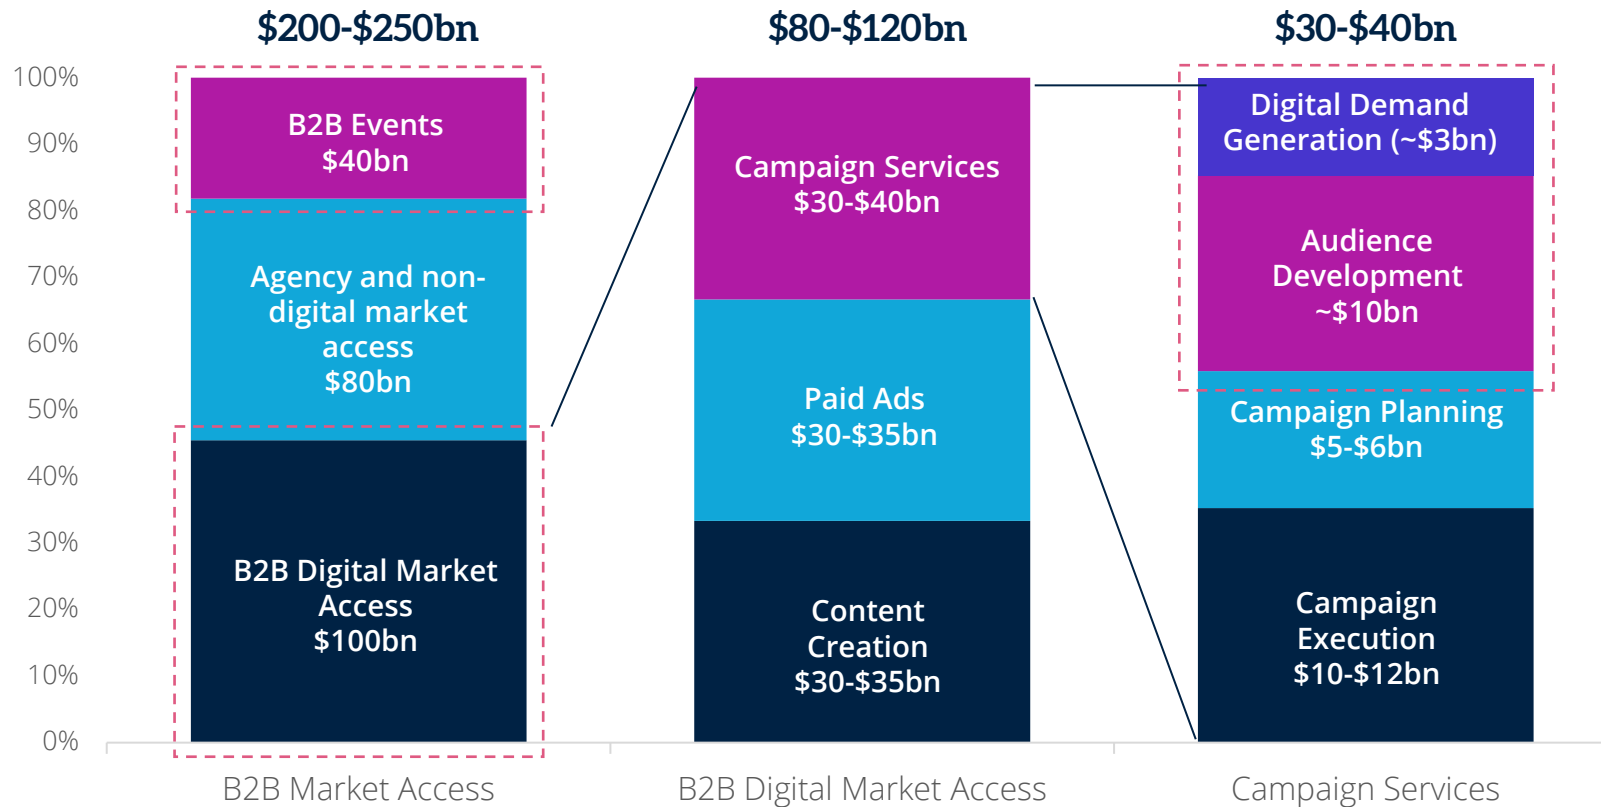 $200-$250bn
$80-$120bn
$30-$40bn
100%
90%
80%
70%
60%
50%
40%
30%
20%
10%
0%
B2B Events
$40bn
Agency and non-
digital market
access
$80bn
B2B Digital Market
Access
$100bn
Campaign Services
$30-$40bn
Paid Ads
$30-$35bn
Content
Creation
$30-$35bn
Digital Demand
Generation (~$3bn)
Audience
Development
~$10bn
Campaign Planning
$5-$6bn
Campaign
Execution
$10-$12bn
B2B Market Access
B2B Digital Market Access
Campaign Services